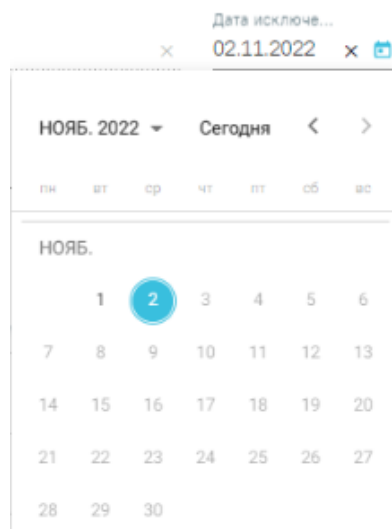 Дата исключе...
02.11.2022
НОЯБ. 2022 Сегодня
пн вт ср чт пт сб вс
НОЯБ.
1 2 3 4 5 6
7 8 9 10 11 12 13
14 15 16 17 18 19 20
21 22 23 24 25 26 27
28 29 30